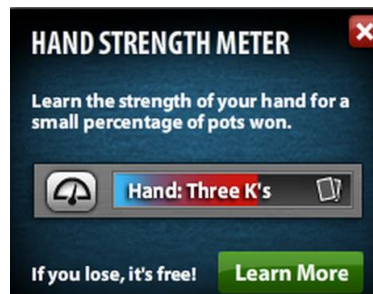 HAND STRENGTH METER
Learn the strength of your hand for a
small percentage of pots won.
Hand: Three K's
If you lose, it's free!
Learn More